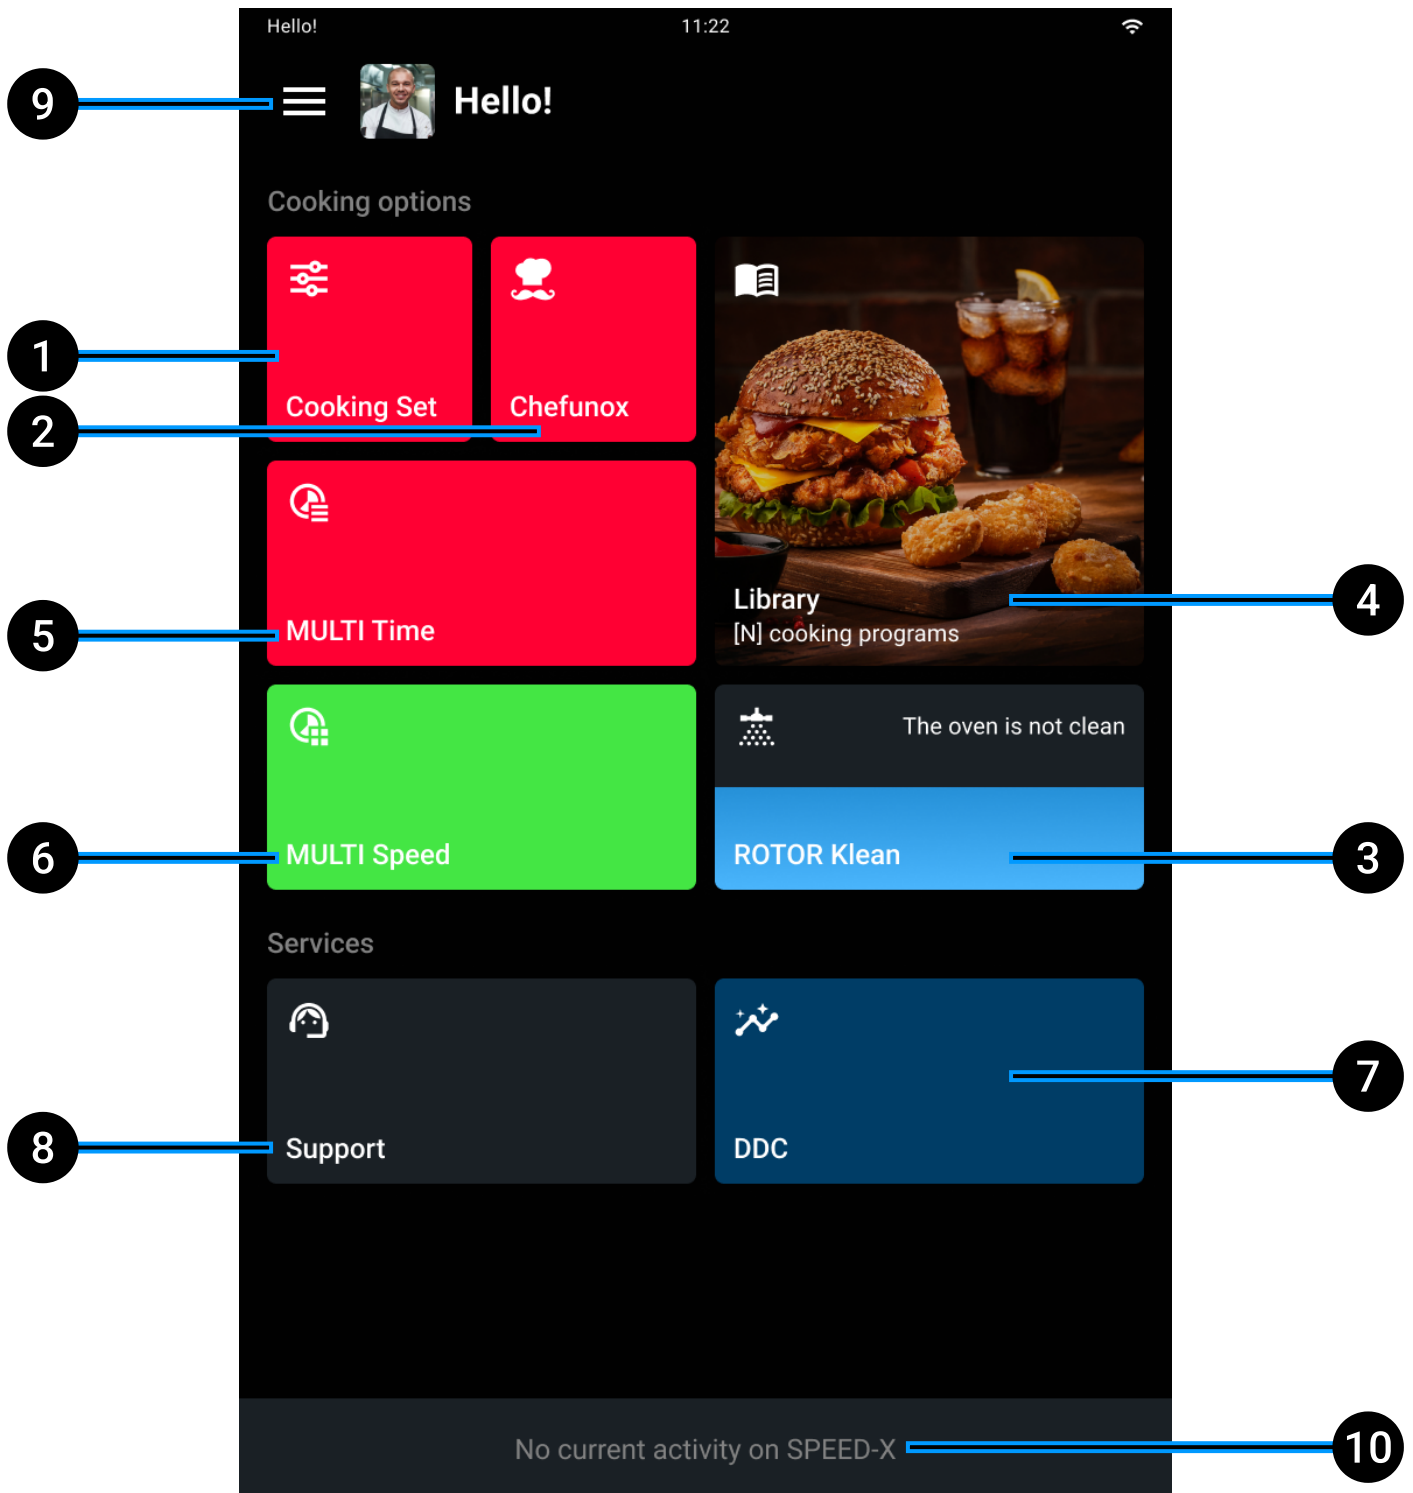 Hello!
11:22
9
Hello!
Cooking options
1
Cooking Set
Chefunox
2
5
MULTI Time
Library
[N] cooking programs
4
The oven is not clean
6
MULTI Speed
ROTOR Klean
3
Services
7
8
Support
DDC
No current activity on SPEED-X
10